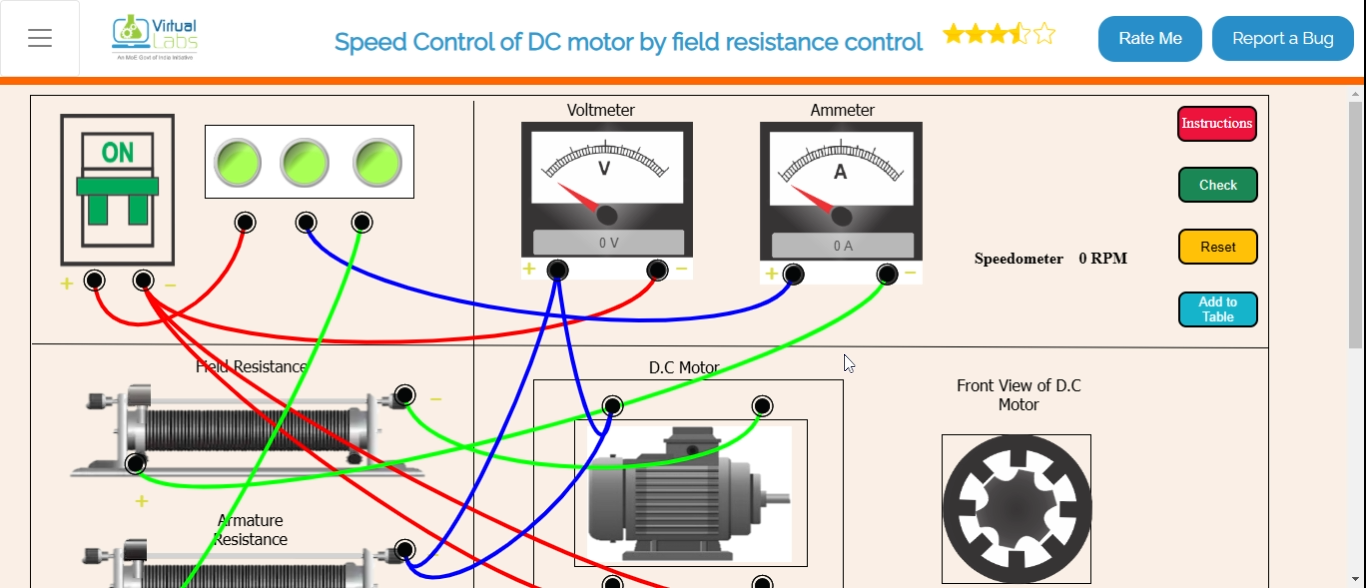 Virtual
Labs
An MoE Govt of India Initiative
Speed Control of DC motor by field resistance control
Rate Me
Report a Bug
ON
+
−
Voltmeter
V
0 V
+
−
Ammeter
A
0 A
+
−
Speedometer 0 RPM
Instructions
Check
Reset
Add to
Table
Field Resistance
−
+
Armature
Resistance
D.C Motor
Front View of D.C
Motor